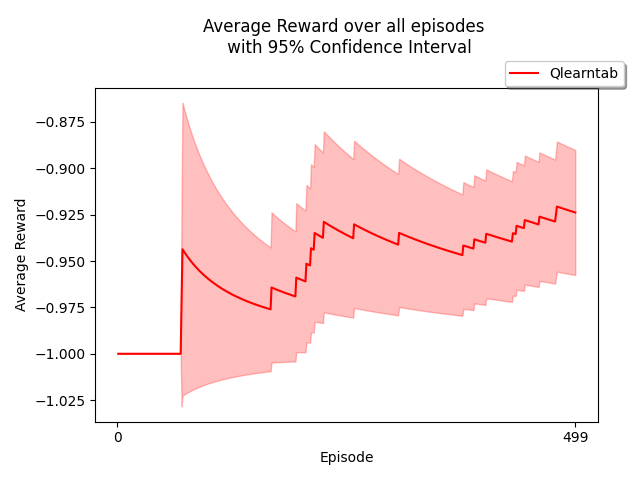 Average Reward over all episodes
with 95% Confidence Interval
Qlearntab
−0.875
−0.900
−0.925
−0.950
−0.975
−1.000
−1.025
Average Reward
0
499
Episode